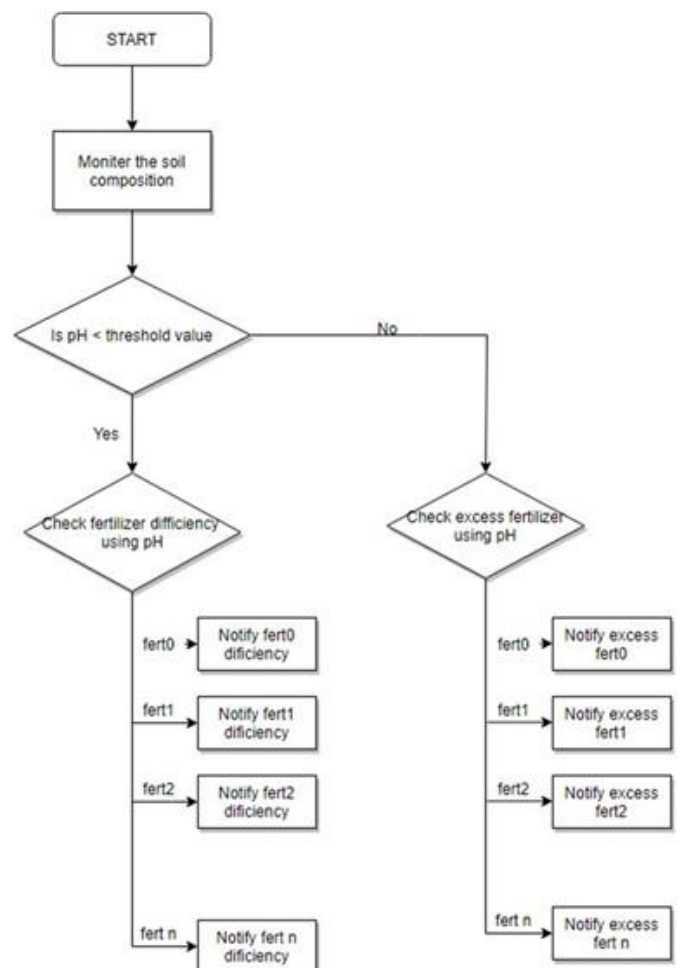 START
Moniter the soil
composition
Is pH < threshold value
No
Yes
Check fertilizer difficiency
using pH
Check excess fertilizer
using pH
fert0
Notify fert0
dificiency
fert1
Notify fert1
dificiency
fert2
Notify fert2
dificiency
fert n
Notify fert n
dificiency
fert0
Notify excess
fert0
fert1
Notify excess
fert1
fert2
Notify excess
fert2
fert n
Notify excess
fert n